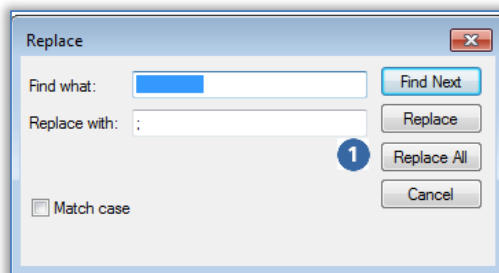 Replace
Find what:
Find Next
Replace with: ;
Replace
1
Replace All
Cancel
Match case